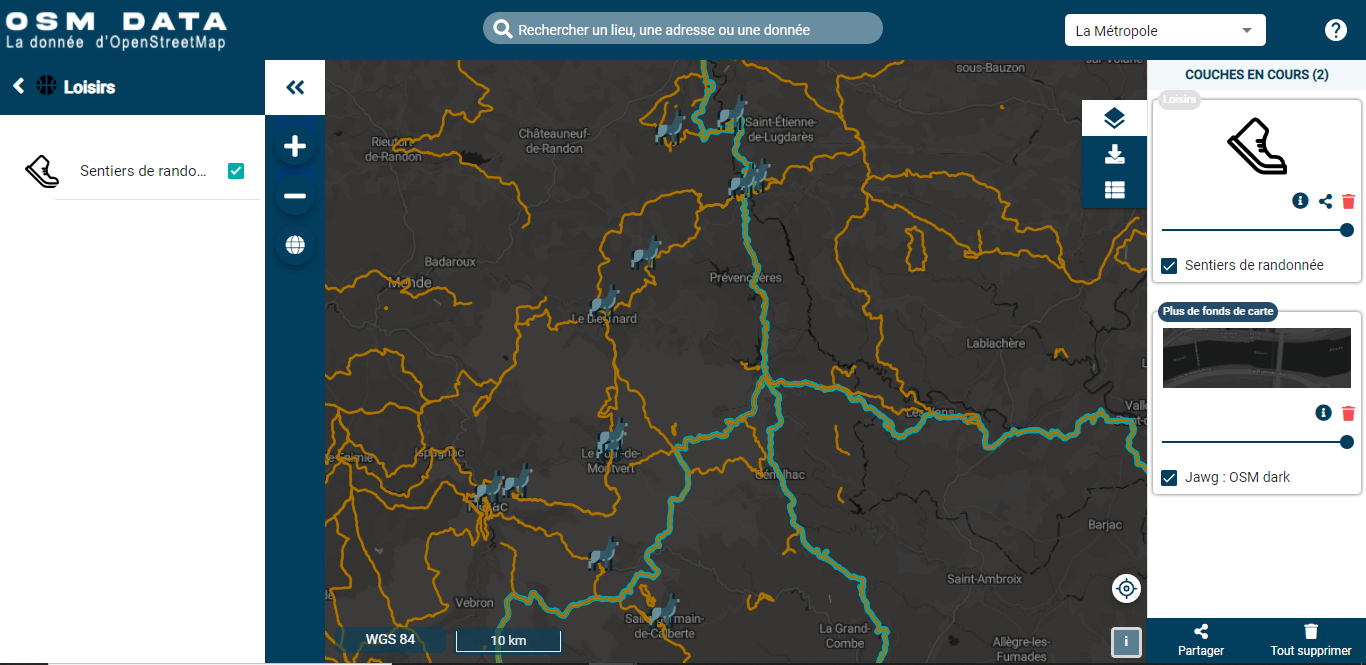 OSM DATA
La donnée d'OpenStreetMap
Rechercher un lieu, une adresse ou une donnée
La Métropole
?
Loisirs
Sentiers de rando...
sous-Bauzon
Saint-Étienne-
de-Lugdarès
Châteauneuf-
de-Randon
Rieutort-
de-Randon
Badaroux
Mende
Prévenchères
Le Bleymard
Lablachère
Les Vans
Ispagnac
Le Pont-de-
Montvert
Génolhac
Barjac
Saint-Ambroix
Vebron
Saint-Germain-
de-Calberte
La Grand-
Combe
Allègre-les-
Fumades
WGS 84
10 km
i
COUCHES EN COURS (2)
Loisirs
Sentiers de randonnée
Plus de fonds de carte
Jawg : OSM dark
Partager
Tout supprimer